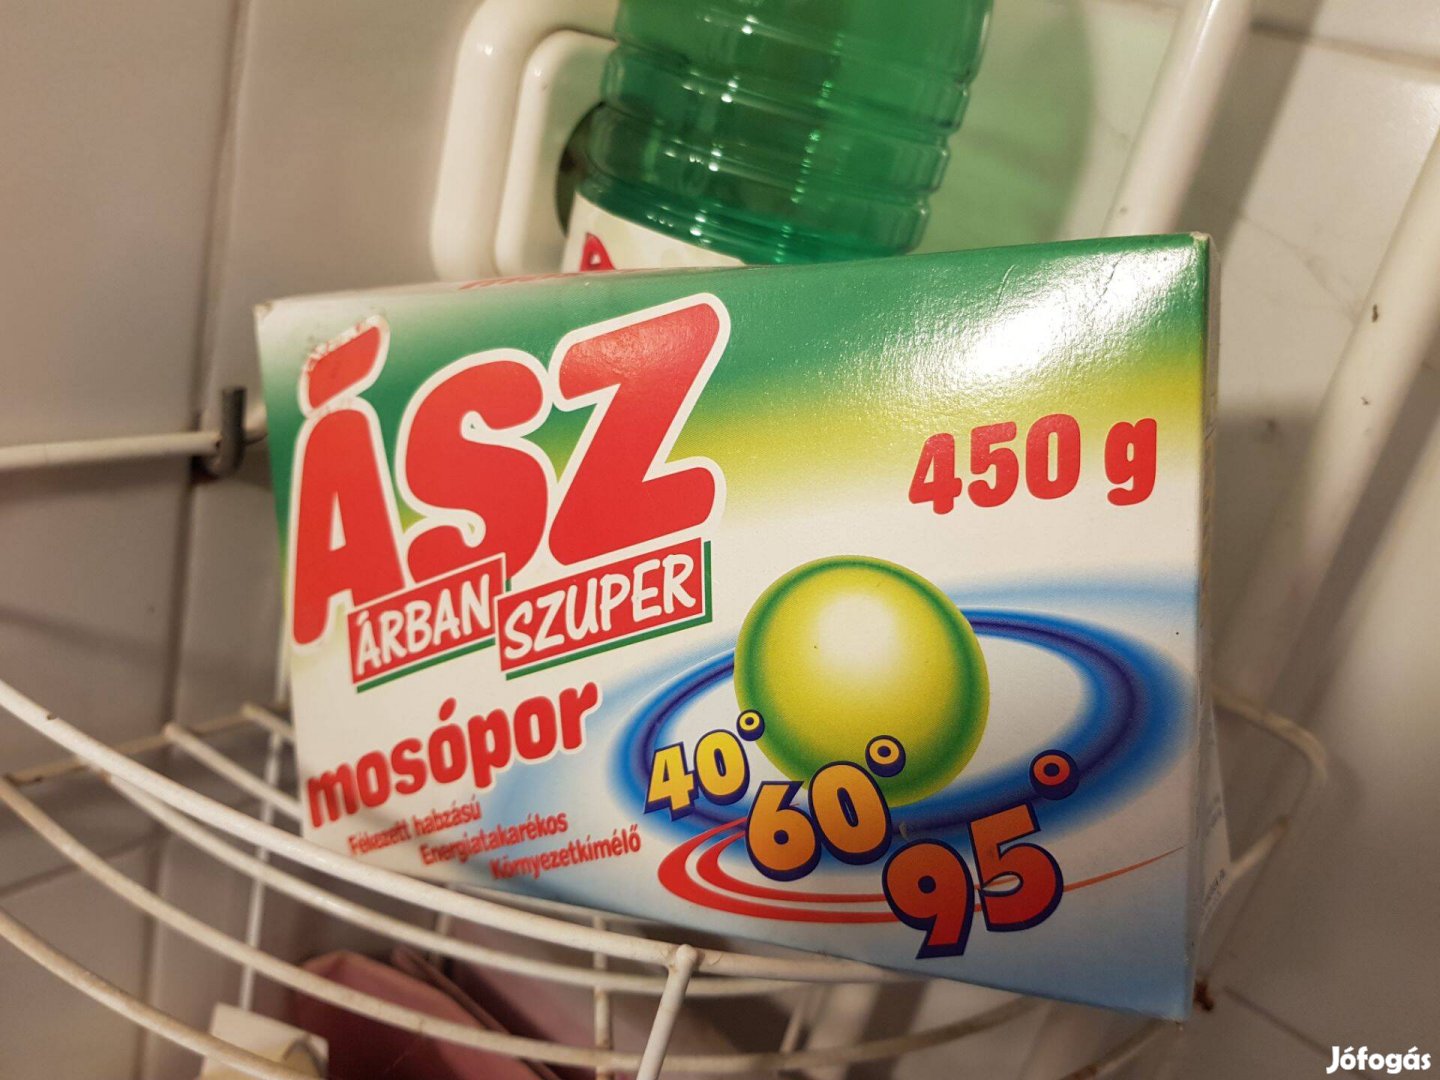 ÁSZ
ÁRBAN SZUPER
450 g
mosópor
Fékezett habzású
Energiatakarékos
Környezetkímélő
40° 60° 95°
Jófogás